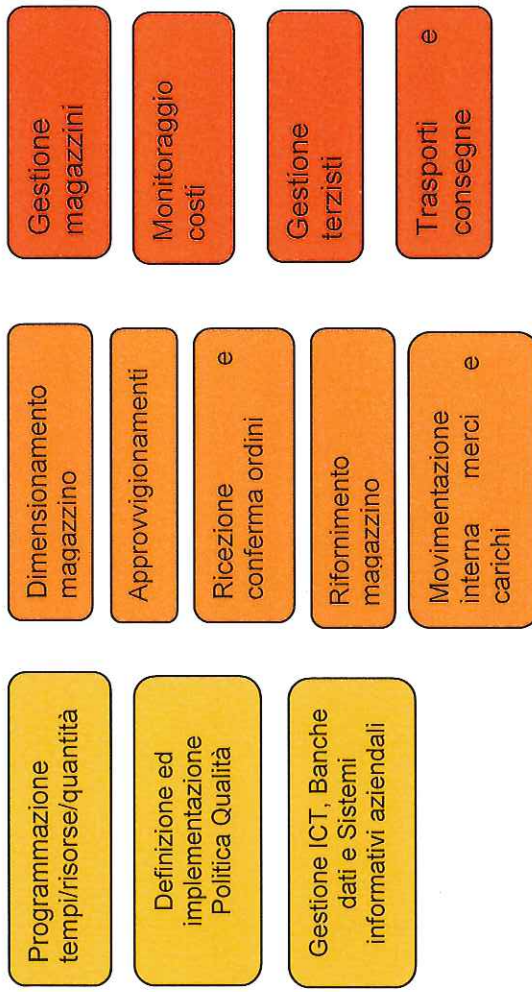 Programmazione
tempi/risorse/quantità
Definizione ed
implementazione
Politica Qualità
Gestione ICT, Banche
dati e Sistemi
informativi aziendali
Dimensionamento
magazzino
Approvvigionamenti
Ricezione e
conferma ordini
Rifornimento
magazzino
Movimentazione
interna merci e
carichi
Gestione
magazzini
Monitoraggio
costi
Gestione
terzisti
Trasporti e
consegne